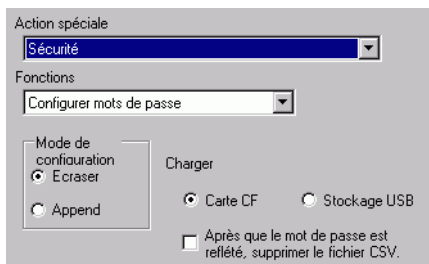 Action spéciale
Sécurité
Fonctions
Configurer mots de passe
Mode de
configuration
Ecraser
Append
Charger
Carte CF
Stockage USB
Après que le mot de passe est
reflété, supprimer le fichier CSV.